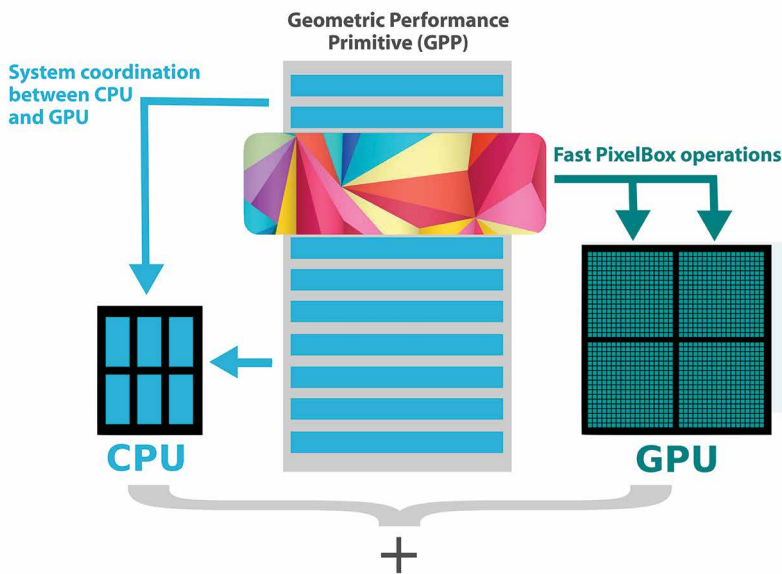 Geometric Performance
Primitive (GPP)
System coordination
between CPU
and GPU
Fast PixelBox operations
CPU
GPU
+